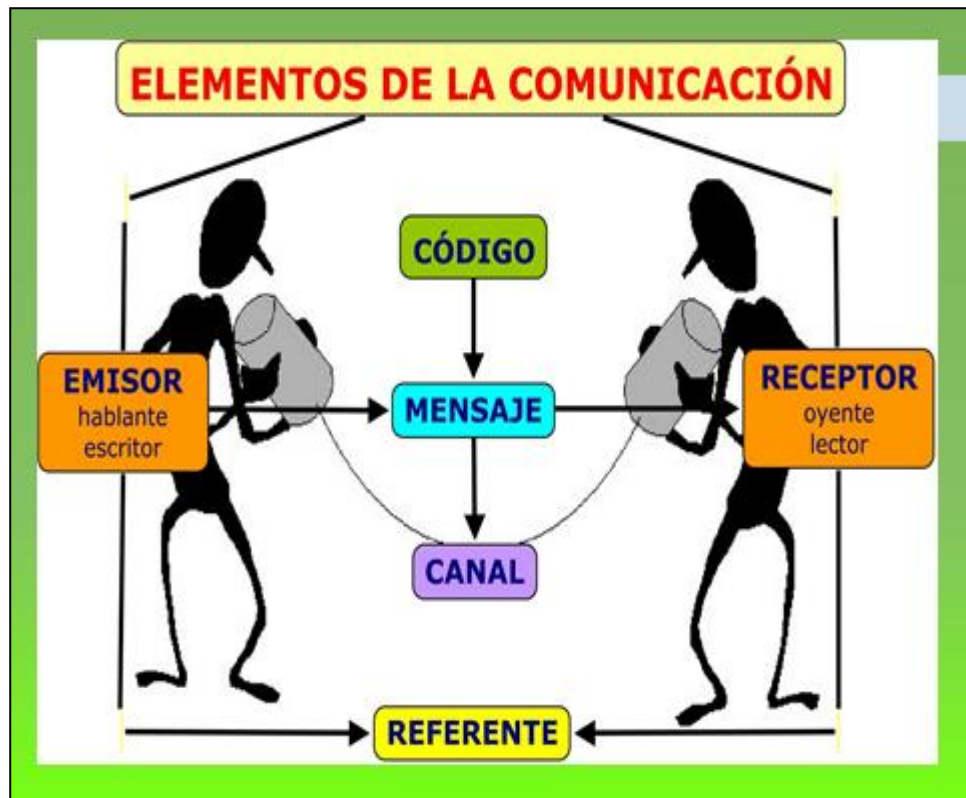 ELEMENTOS DE LA COMUNICACIÓN
CÓDIGO
EMISOR
hablante
escritor
MENSAJE
RECEPTOR
oyente
lector
CANAL
REFERENTE